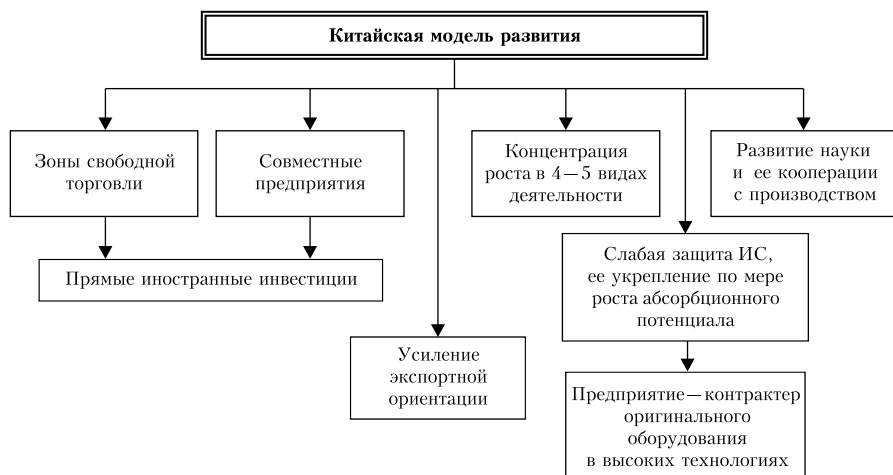 Китайская модель развития
Зоны свободной
торговли
Совместные
предприятия
Концентрация
роста в 4—5 видах
деятельности
Развитие науки
и ее кооперации
с производством
Прямые иностранные инвестиции
Слабая защита ИС,
ее укрепление по мере
роста абсорбционного
потенциала
Усиление
экспортной
ориентации
Предприятие—контрактер
оригинального
оборудования
в высоких технологиях